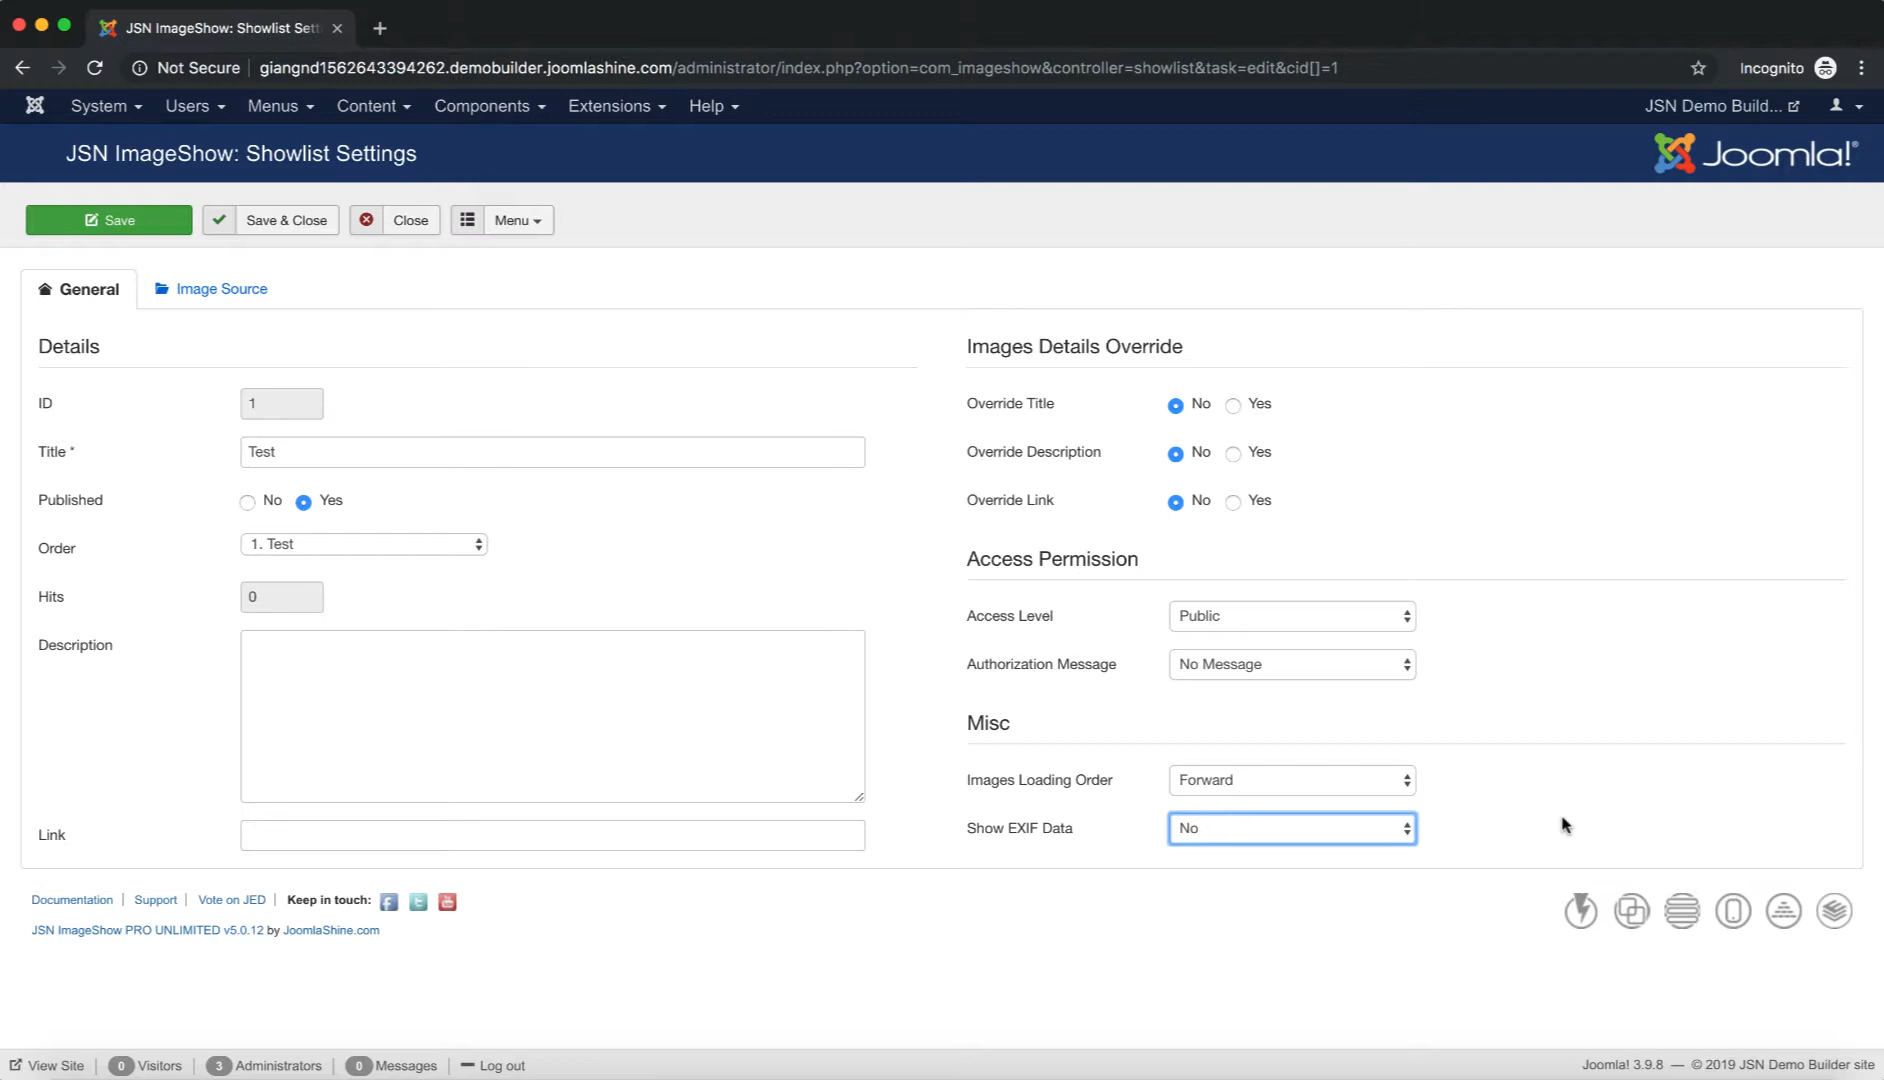 JSN ImageShow: Showlist Sett
Not Secure
giangnd1562643394262.demobuilder.joomlashine.com/administrator/index.php?option=com_imageshow&controller=showlist&task=edit&cid[]=1
Incognito
System
Users
Menus
Content
Components
Extensions
Help
JSN Demo Build...
JSN ImageShow: Showlist Settings
Joomla!®
Save
Save & Close
Close
Menu
General
Image Source
Details
ID
1
Title *
Test
Published
No
Yes
Order
1. Test
Hits
0
Description
Link
Images Details Override
Override Title
No
Yes
Override Description
No
Yes
Override Link
No
Yes
Access Permission
Access Level
Public
Authorization Message
No Message
Misc
Images Loading Order
Forward
Show EXIF Data
No
Documentation | Support | Vote on JED | Keep in touch:
JSN ImageShow PRO UNLIMITED v5.0.12 by JoomlaShine.com
View Site
0 Visitors
3 Administrators
0 Messages
Log out
Joomla! 3.9.8 — © 2019 JSN Demo Builder site